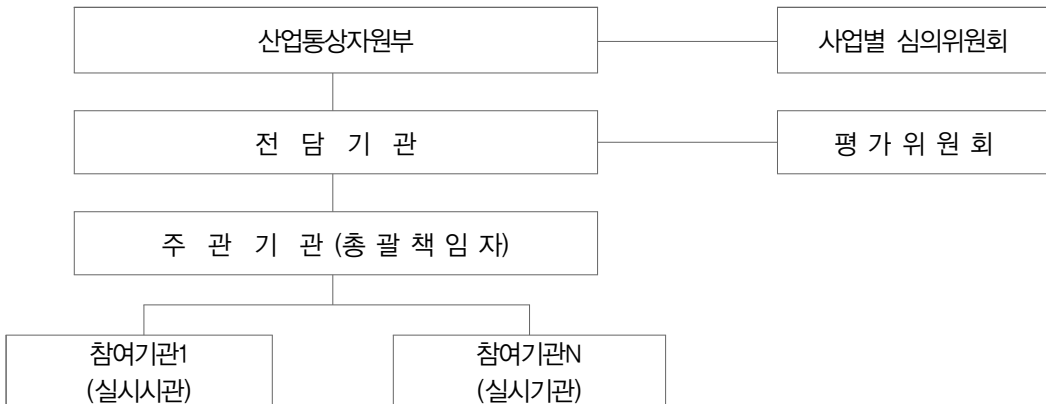 산업통상자원부
사업별 심의위원회
전 담 기 관
평 가 위 원 회
주 관 기 관 (총 괄 책 임 자)
참여기관1
(실시시관)
참여기관N
(실시기관)